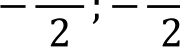 − — 2 ; − — 2